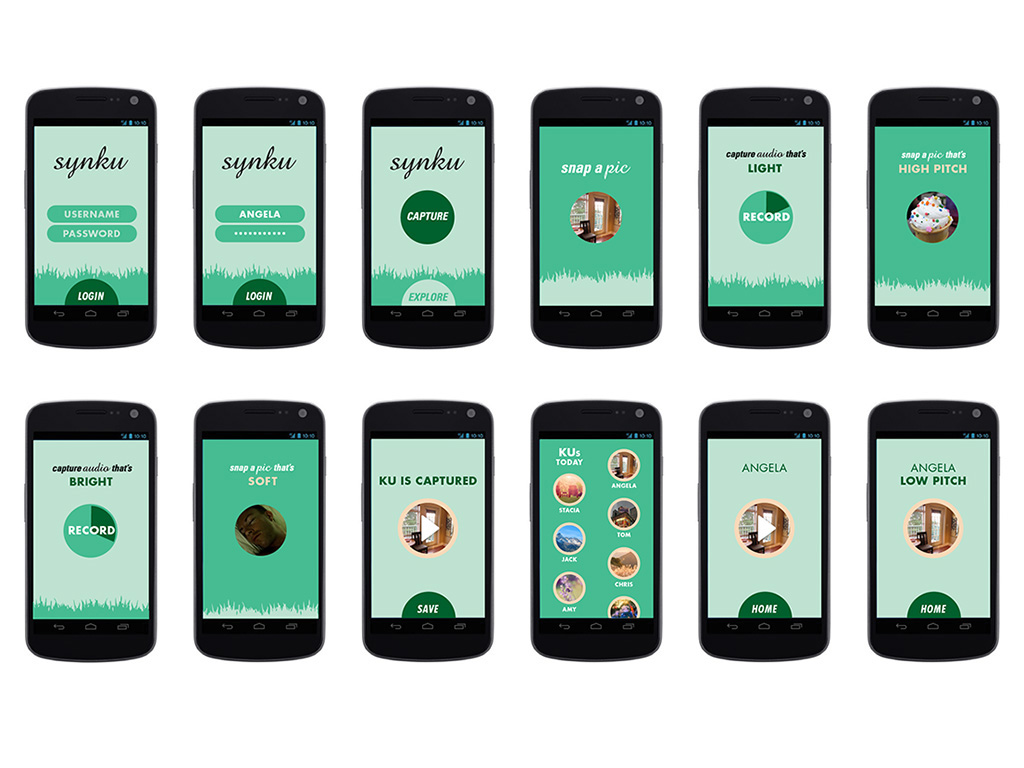 10:10
synku
USERNAME
PASSWORD
LOGIN
10:10
synku
ANGELA
LOGIN
10:10
synku
CAPTURE
EXPLORE
10:10
snap a pic
10:10
capture audio that's
LIGHT
RECORD
10:10
snap a pic that's
HIGH PITCH
10:10
capture audio that's
BRIGHT
RECORD
10:10
snap a pic that's
SOFT
10:10
KU IS CAPTURED
SAVE
10:10
KUs
TODAY
ANGELA
STACIA
TOM
JACK
CHRIS
AMY
10:10
ANGELA
HOME
10:10
ANGELA
LOW PITCH
HOME